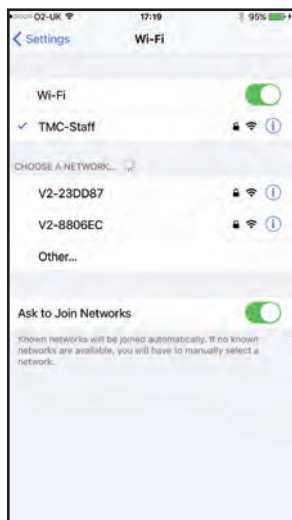 O2-UK 17:19 95%
Settings Wi-Fi
Wi-Fi
TMC-Staff
CHOOSE A NETWORK...
V2-23DD87
V2-8806EC
Other...
Ask to Join Networks
Known networks will be joined automatically. If no known
networks are available, you will have to manually select a
network.